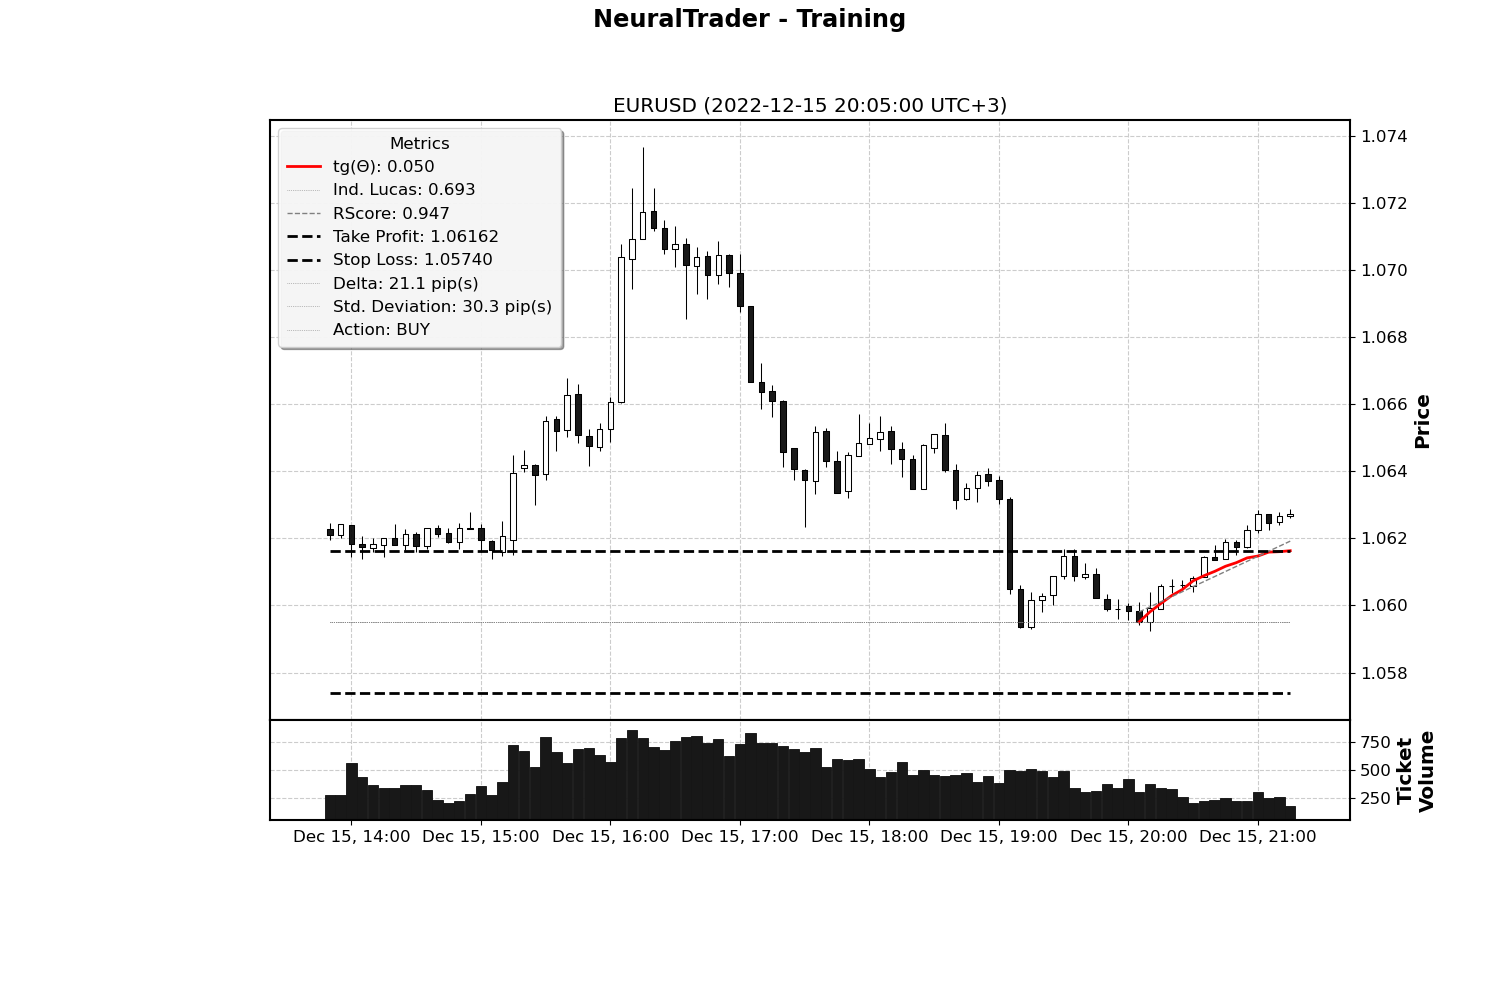 NeuralTrader - Training
EURUSD (2022-12-15 20:05:00 UTC+3)
Metrics
tg(Θ): 0.050
Ind. Lucas: 0.693
RScore: 0.947
Take Profit: 1.06162
Stop Loss: 1.05740
Delta: 21.1 pip(s)
Std. Deviation: 30.3 pip(s)
Action: BUY
1.074
1.072
1.070
1.068
1.066
1.064
1.062
1.060
1.058
Price
750
500
250
Ticket
Volume
Dec 15, 14:00 Dec 15, 15:00 Dec 15, 16:00 Dec 15, 17:00 Dec 15, 18:00 Dec 15, 19:00 Dec 15, 20:00 Dec 15, 21:00